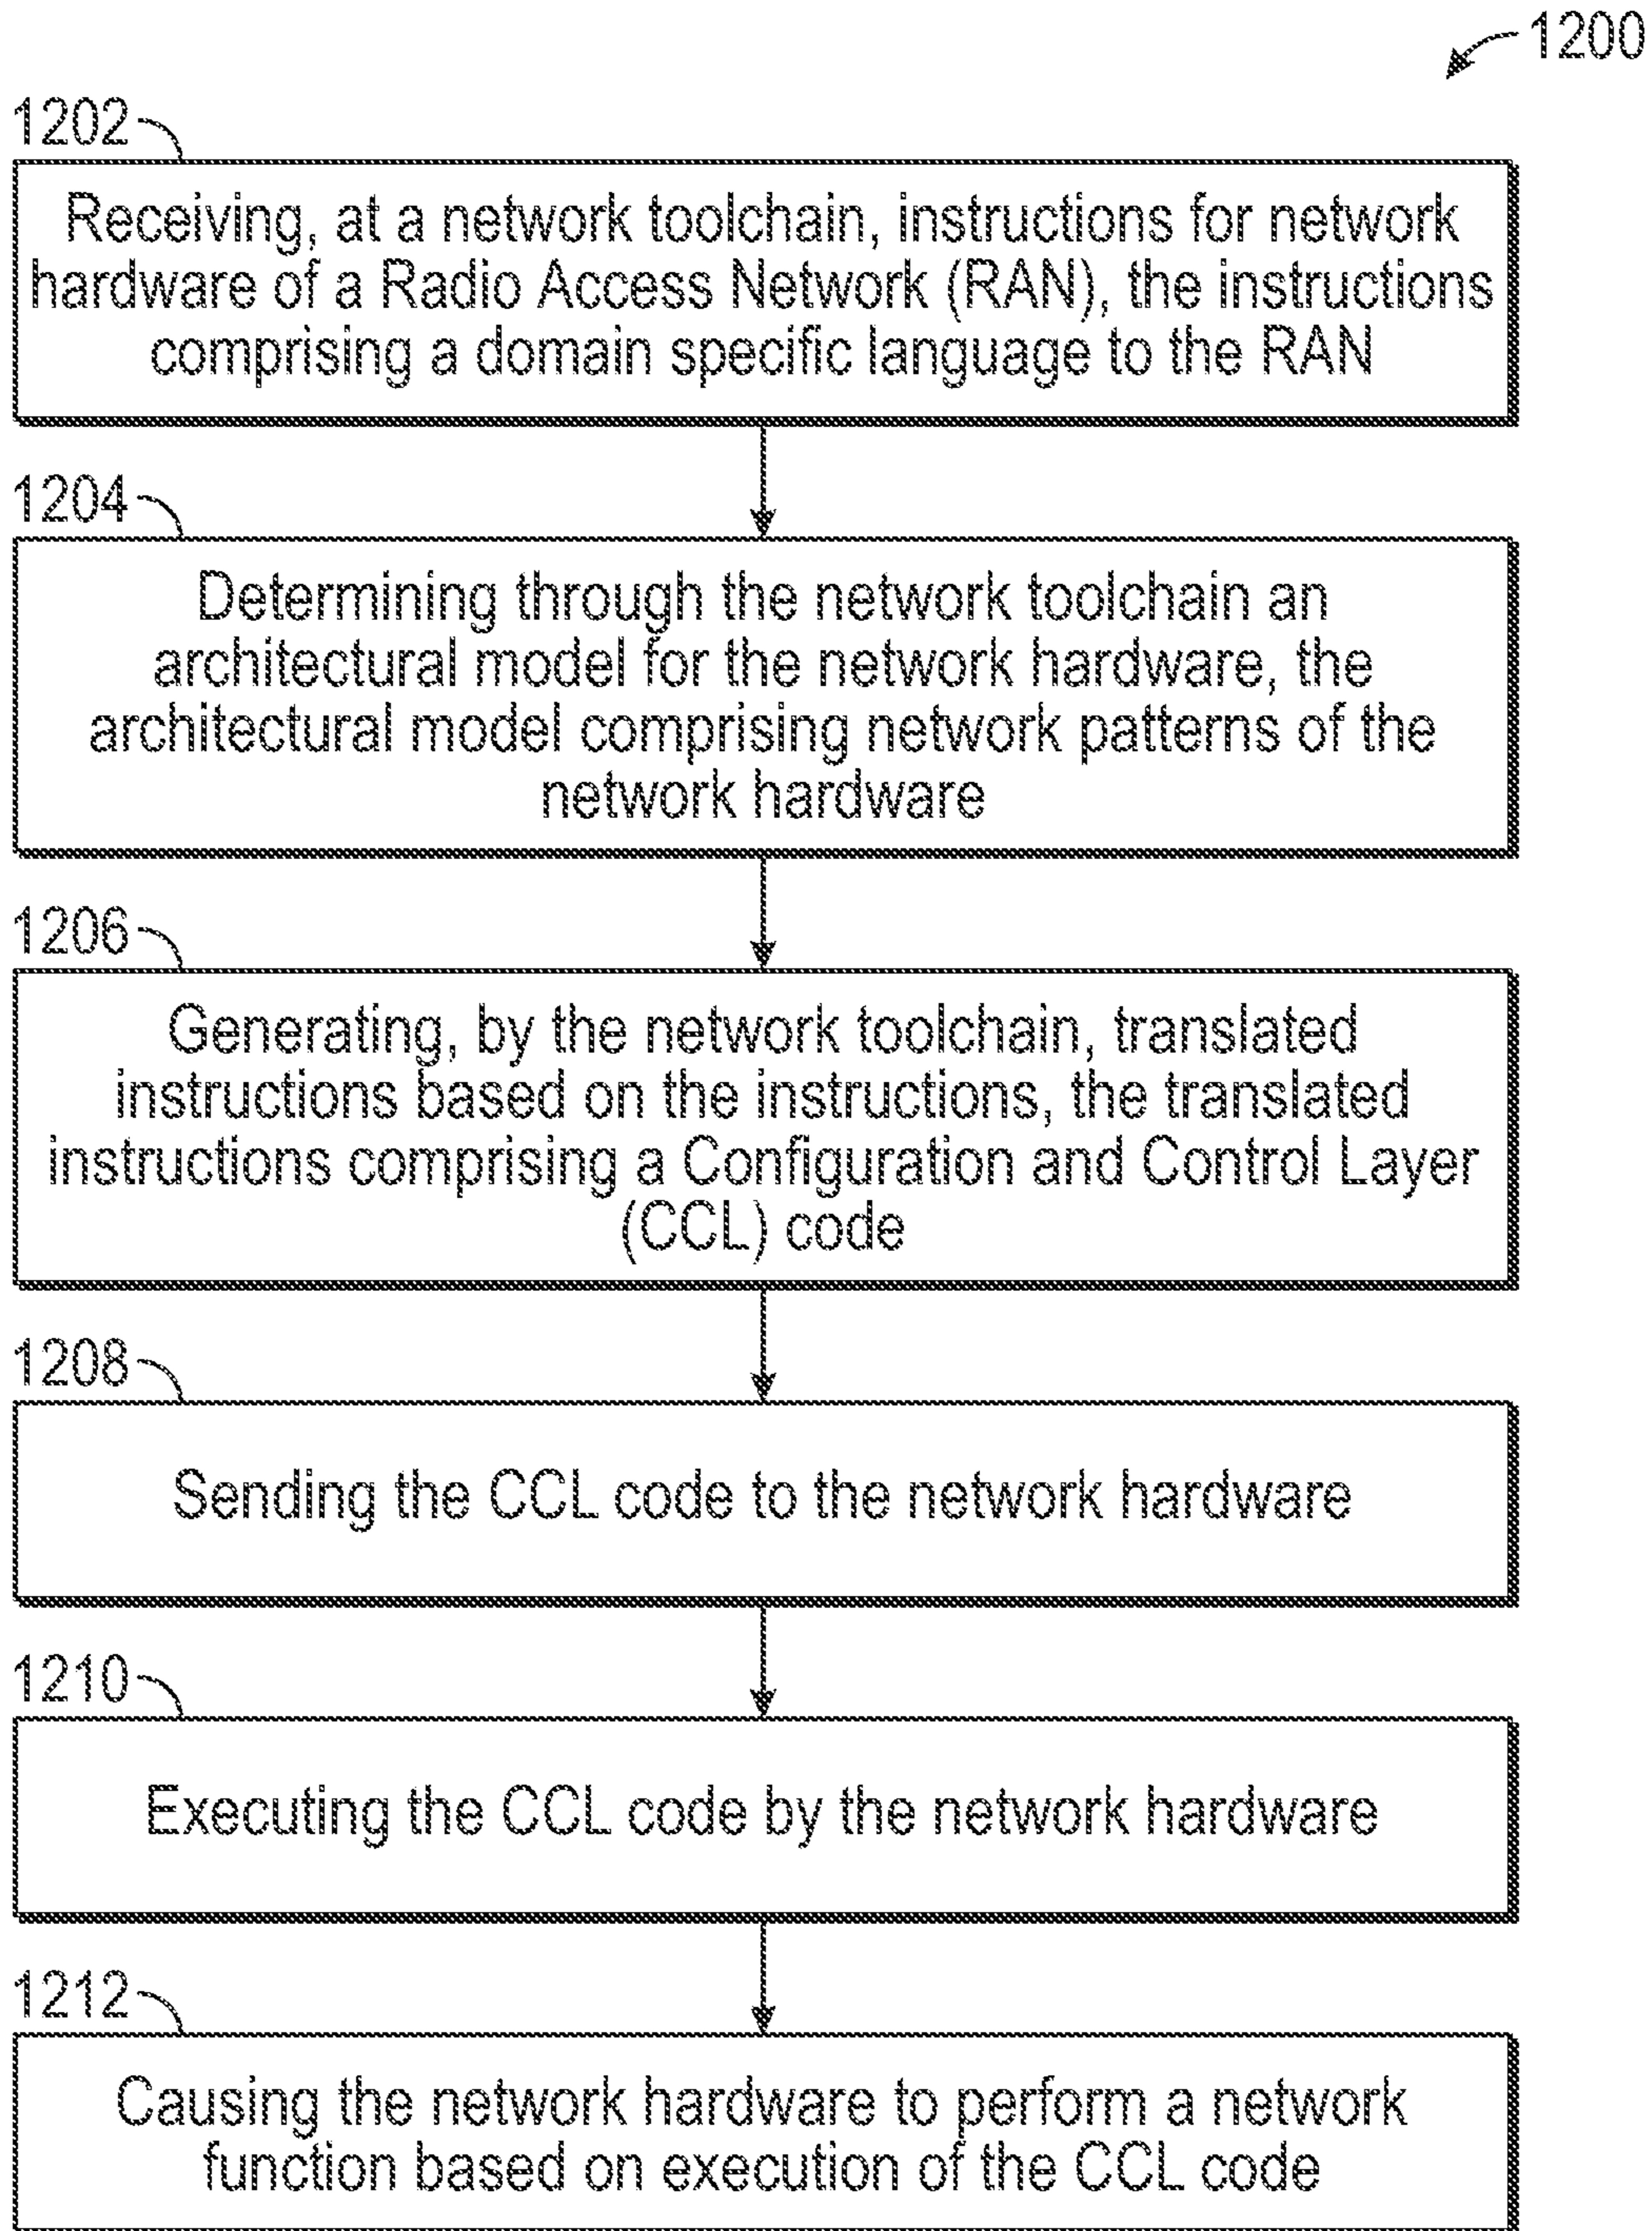 1200
1202
Receiving, at a network toolchain, instructions for network
hardware of a Radio Access Network (RAN), the instructions
comprising a domain specific language to the RAN
1204
Determining through the network toolchain an
architectural model for the network hardware, the
architectural model comprising network patterns of the
network hardware
1206
Generating, by the network toolchain, translated
instructions based on the instructions, the translated
instructions comprising a Configuration and Control Layer
(CCL) code
1208
Sending the CCL code to the network hardware
1210
Executing the CCL code by the network hardware
1212
Causing the network hardware to perform a network
function based on execution of the CCL code